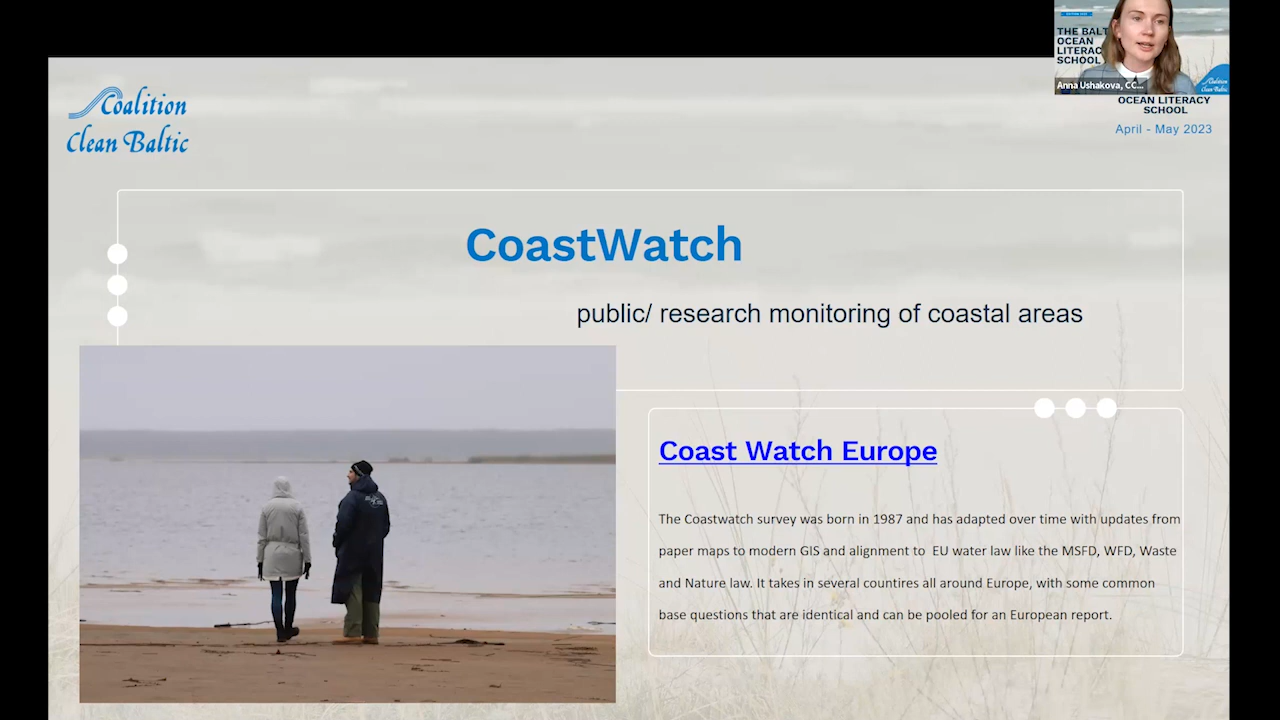 Coalition
Clean Baltic
THE BALT
OCEAN
LITERAC
SCHOOL
Anna Ushakova, CC...
OCEAN LITERACY
SCHOOL
April - May 2023
CoastWatch
public/ research monitoring of coastal areas
Coast Watch Europe
The Coastwatch survey was born in 1987 and has adapted over time with updates from
paper maps to modern GIS and alignment to EU water law like the MSFD, WFD, Waste
and Nature law. It takes in several countires all around Europe, with some common
base questions that are identical and can be pooled for an European report.